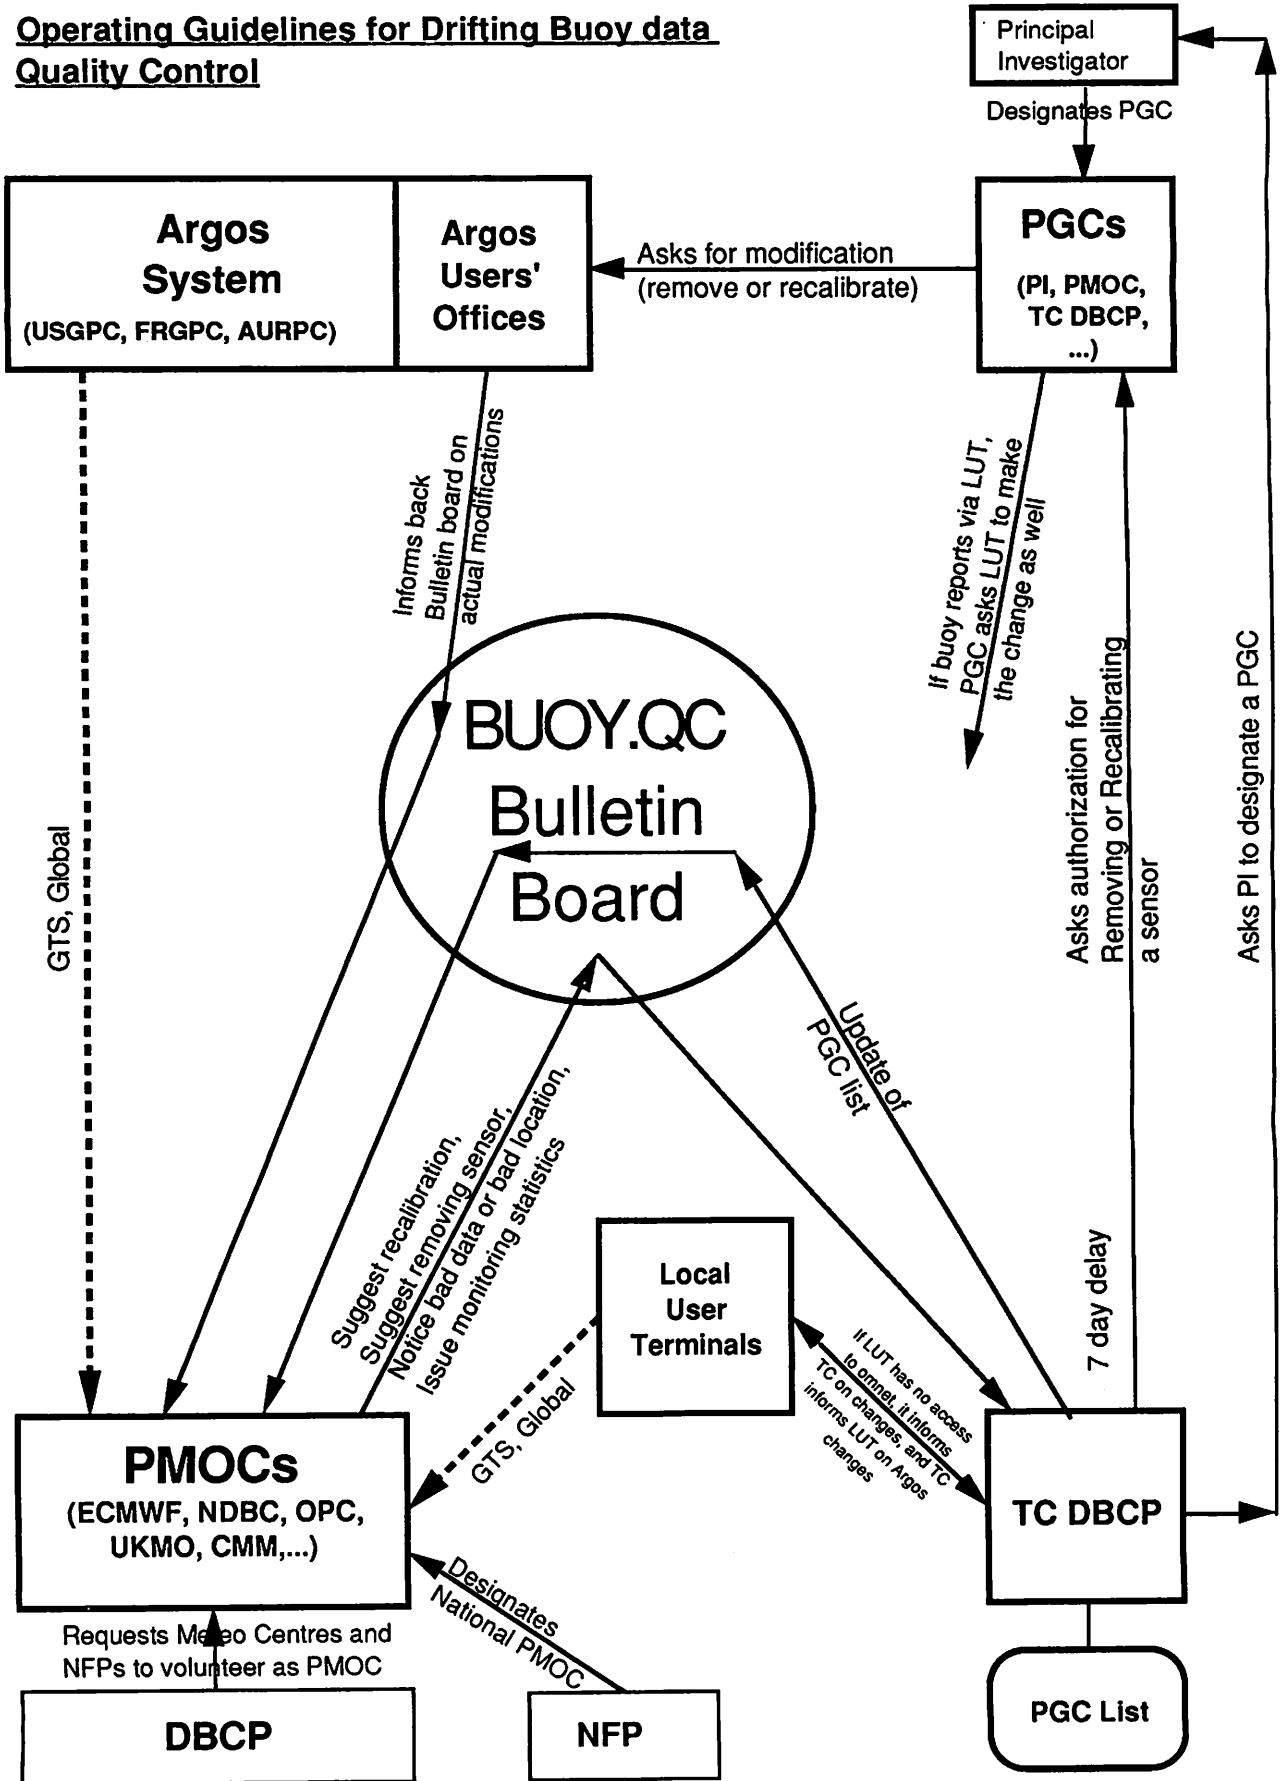 Operating Guidelines for Drifting Buoy data
Quality Control
Principal
Investigator
Designates PGC
Argos
System
(USGPC, FRGPC, AURPC)
Argos
Users'
Offices
Asks for modification
(remove or recalibrate)
PGCs
(PI, PMOC,
TC DBCP,
...)
Informs back
Bulletin board on
actual modifications
If buoy reports via LUT,
PGC asks LUT to make
the change as well
Asks authorization for
Removing or Recalibrating
a sensor
7 day delay
Asks PI to designate a PGC
GTS, Global
BUOY.QC
Bulletin
Board
Update of
PGC list
Suggest recalibration,
Suggest removing sensor,
Notice bad data or bad location,
Issue monitoring statistics
Local
User
Terminals
GTS, Global
If LUT has no access
to omnet, it informs
TC on changes, and TC
informs LUT on Argos
changes
PMOCs
(ECMWF, NDBC, OPC,
UKMO, CMM,...)
TC DBCP
Designates
National PMOC
Requests Meteo Centres and
NFPs to volunteer as PMOC
DBCP
NFP
PGC List